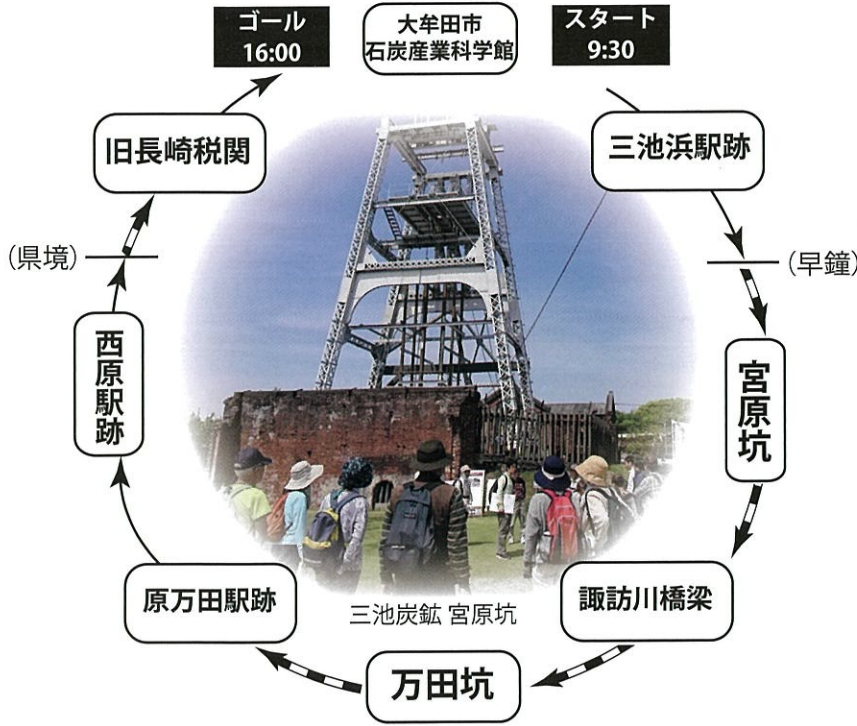 ゴール
16:00
大牟田市
石炭産業科学館
スタート
9:30
三池浜駅跡
(早鐘)
宮原坑
諏訪川橋梁
万田坑
原万田駅跡
西原駅跡
(県境)
旧長崎税関
三池炭鉱 宮原坑